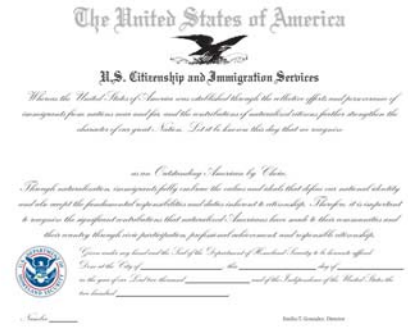 The United States of America
U.S. Citizenship and Immigration Services
Whereas the United States of America was established through the collective efforts and perseverance of
immigrants from nations near and far, and the contributions of naturalized citizens further strengthen the
character of our great Nation. Let it be known this day that we recognize
as an Outstanding American by Choice.
Through naturalization, immigrants fully embrace the values and ideals that define our national identity
and also accept the fundamental responsibilities and duties inherent to citizenship. Therefore, it is important
to recognize the significant contributions that naturalized Americans have made to their communities and
their country through civic participation, professional achievement, and responsible citizenship.
Given under my hand and the Seal of the Department of Homeland Security to be hereunto affixed
Done at the City of this day of
in the year of our Lord two thousand and of the Independence of the United States the
two hundred
Number
Emilio T. Gonzalez, Director
U.S. DEPARTMENT OF HOMELAND SECURITY